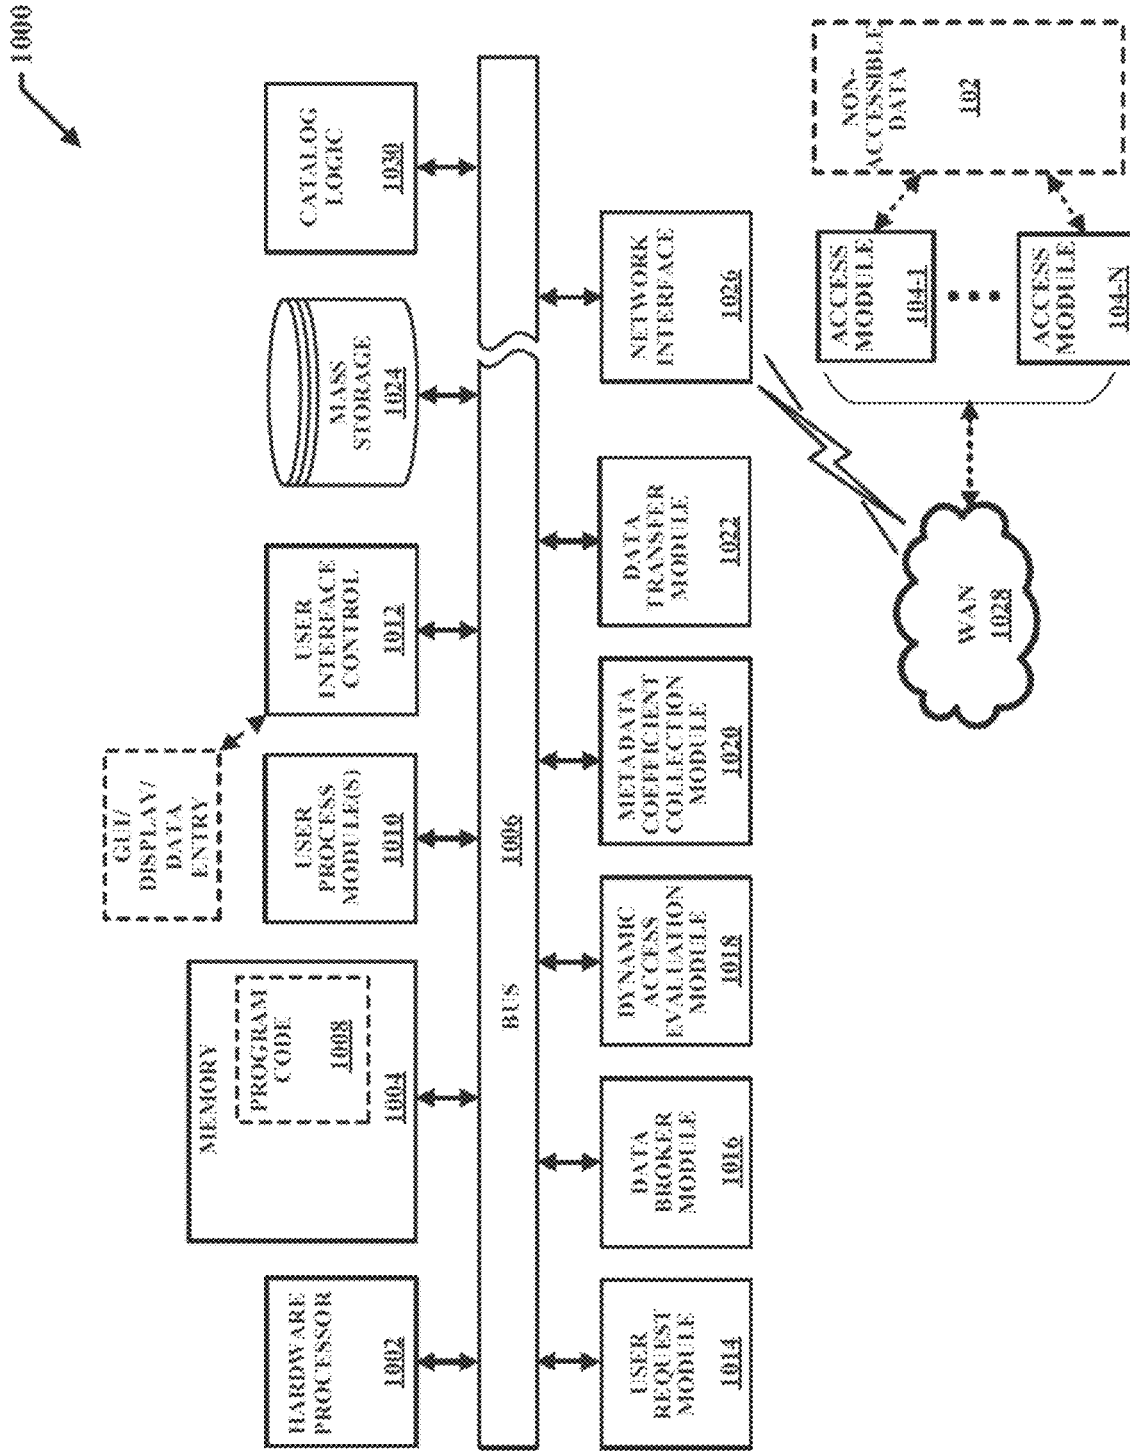 1000
HARDWARE
PROCESSOR
1002
MEMORY
PROGRAM
CODE
1008
1004
GUI/
DISPLAY/
DATA
ENTRY
USER
PROCESS
MODULE(S)
1010
USER
INTERFACE
CONTROL
1012
MASS
STORAGE
1024
CATALOG
LOGIC
1030
BUS
1006
USER
REQUEST
MODULE
1014
DATA
BROKER
MODULE
1016
DYNAMIC
ACCESS
EVALUATION
MODULE
1018
METADATA
COEFFICIENT
COLLECTION
MODULE
1020
DATA
TRANSFER
MODULE
1022
NETWORK
INTERFACE
1026
WAN
1028
ACCESS
MODULE
104-1
ACCESS
MODULE
104-N
NON-
ACCESSIBLE
DATA
102